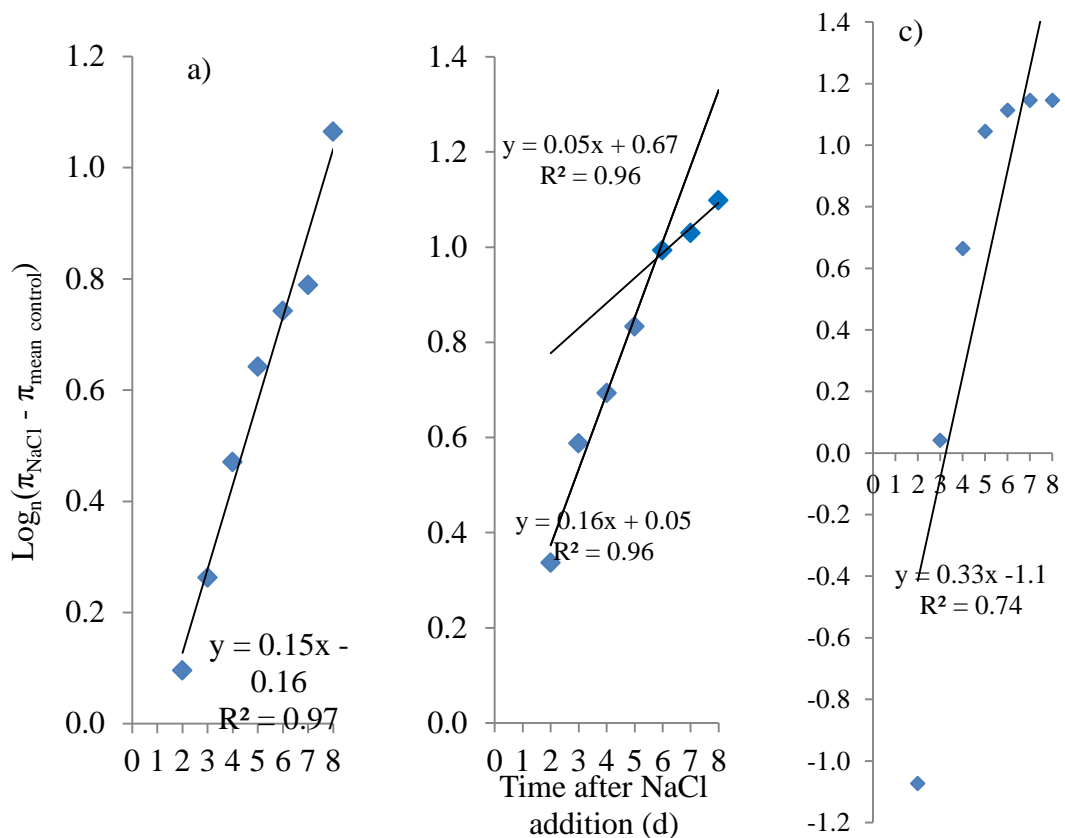 Logₙ(π_NaCl - π_mean control)
a)
1.2
1.0
0.8
0.6
0.4
0.2
0.0
0 1 2 3 4 5 6 7 8
y = 0.15x -
0.16
R² = 0.97
1.4
1.2
1.0
0.8
0.6
0.4
0.2
0.0
0 1 2 3 4 5 6 7 8
y = 0.05x + 0.67
R² = 0.96
y = 0.16x + 0.05
R² = 0.96
Time after NaCl
addition (d)
c)
1.4
1.2
1.0
0.8
0.6
0.4
0.2
0.0
-0.2
-0.4
-0.6
-0.8
-1.0
-1.2
0 1 2 3 4 5 6 7 8
y = 0.33x -1.1
R² = 0.74